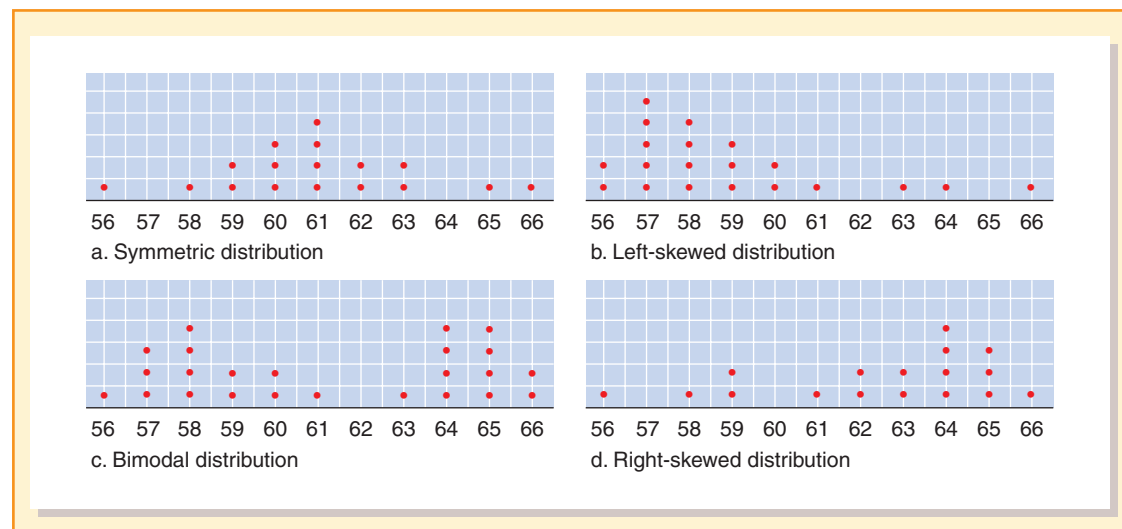 56 57 58 59 60 61 62 63 64 65 66
a. Symmetric distribution
56 57 58 59 60 61 62 63 64 65 66
b. Left-skewed distribution
56 57 58 59 60 61 62 63 64 65 66
c. Bimodal distribution
56 57 58 59 60 61 62 63 64 65 66
d. Right-skewed distribution